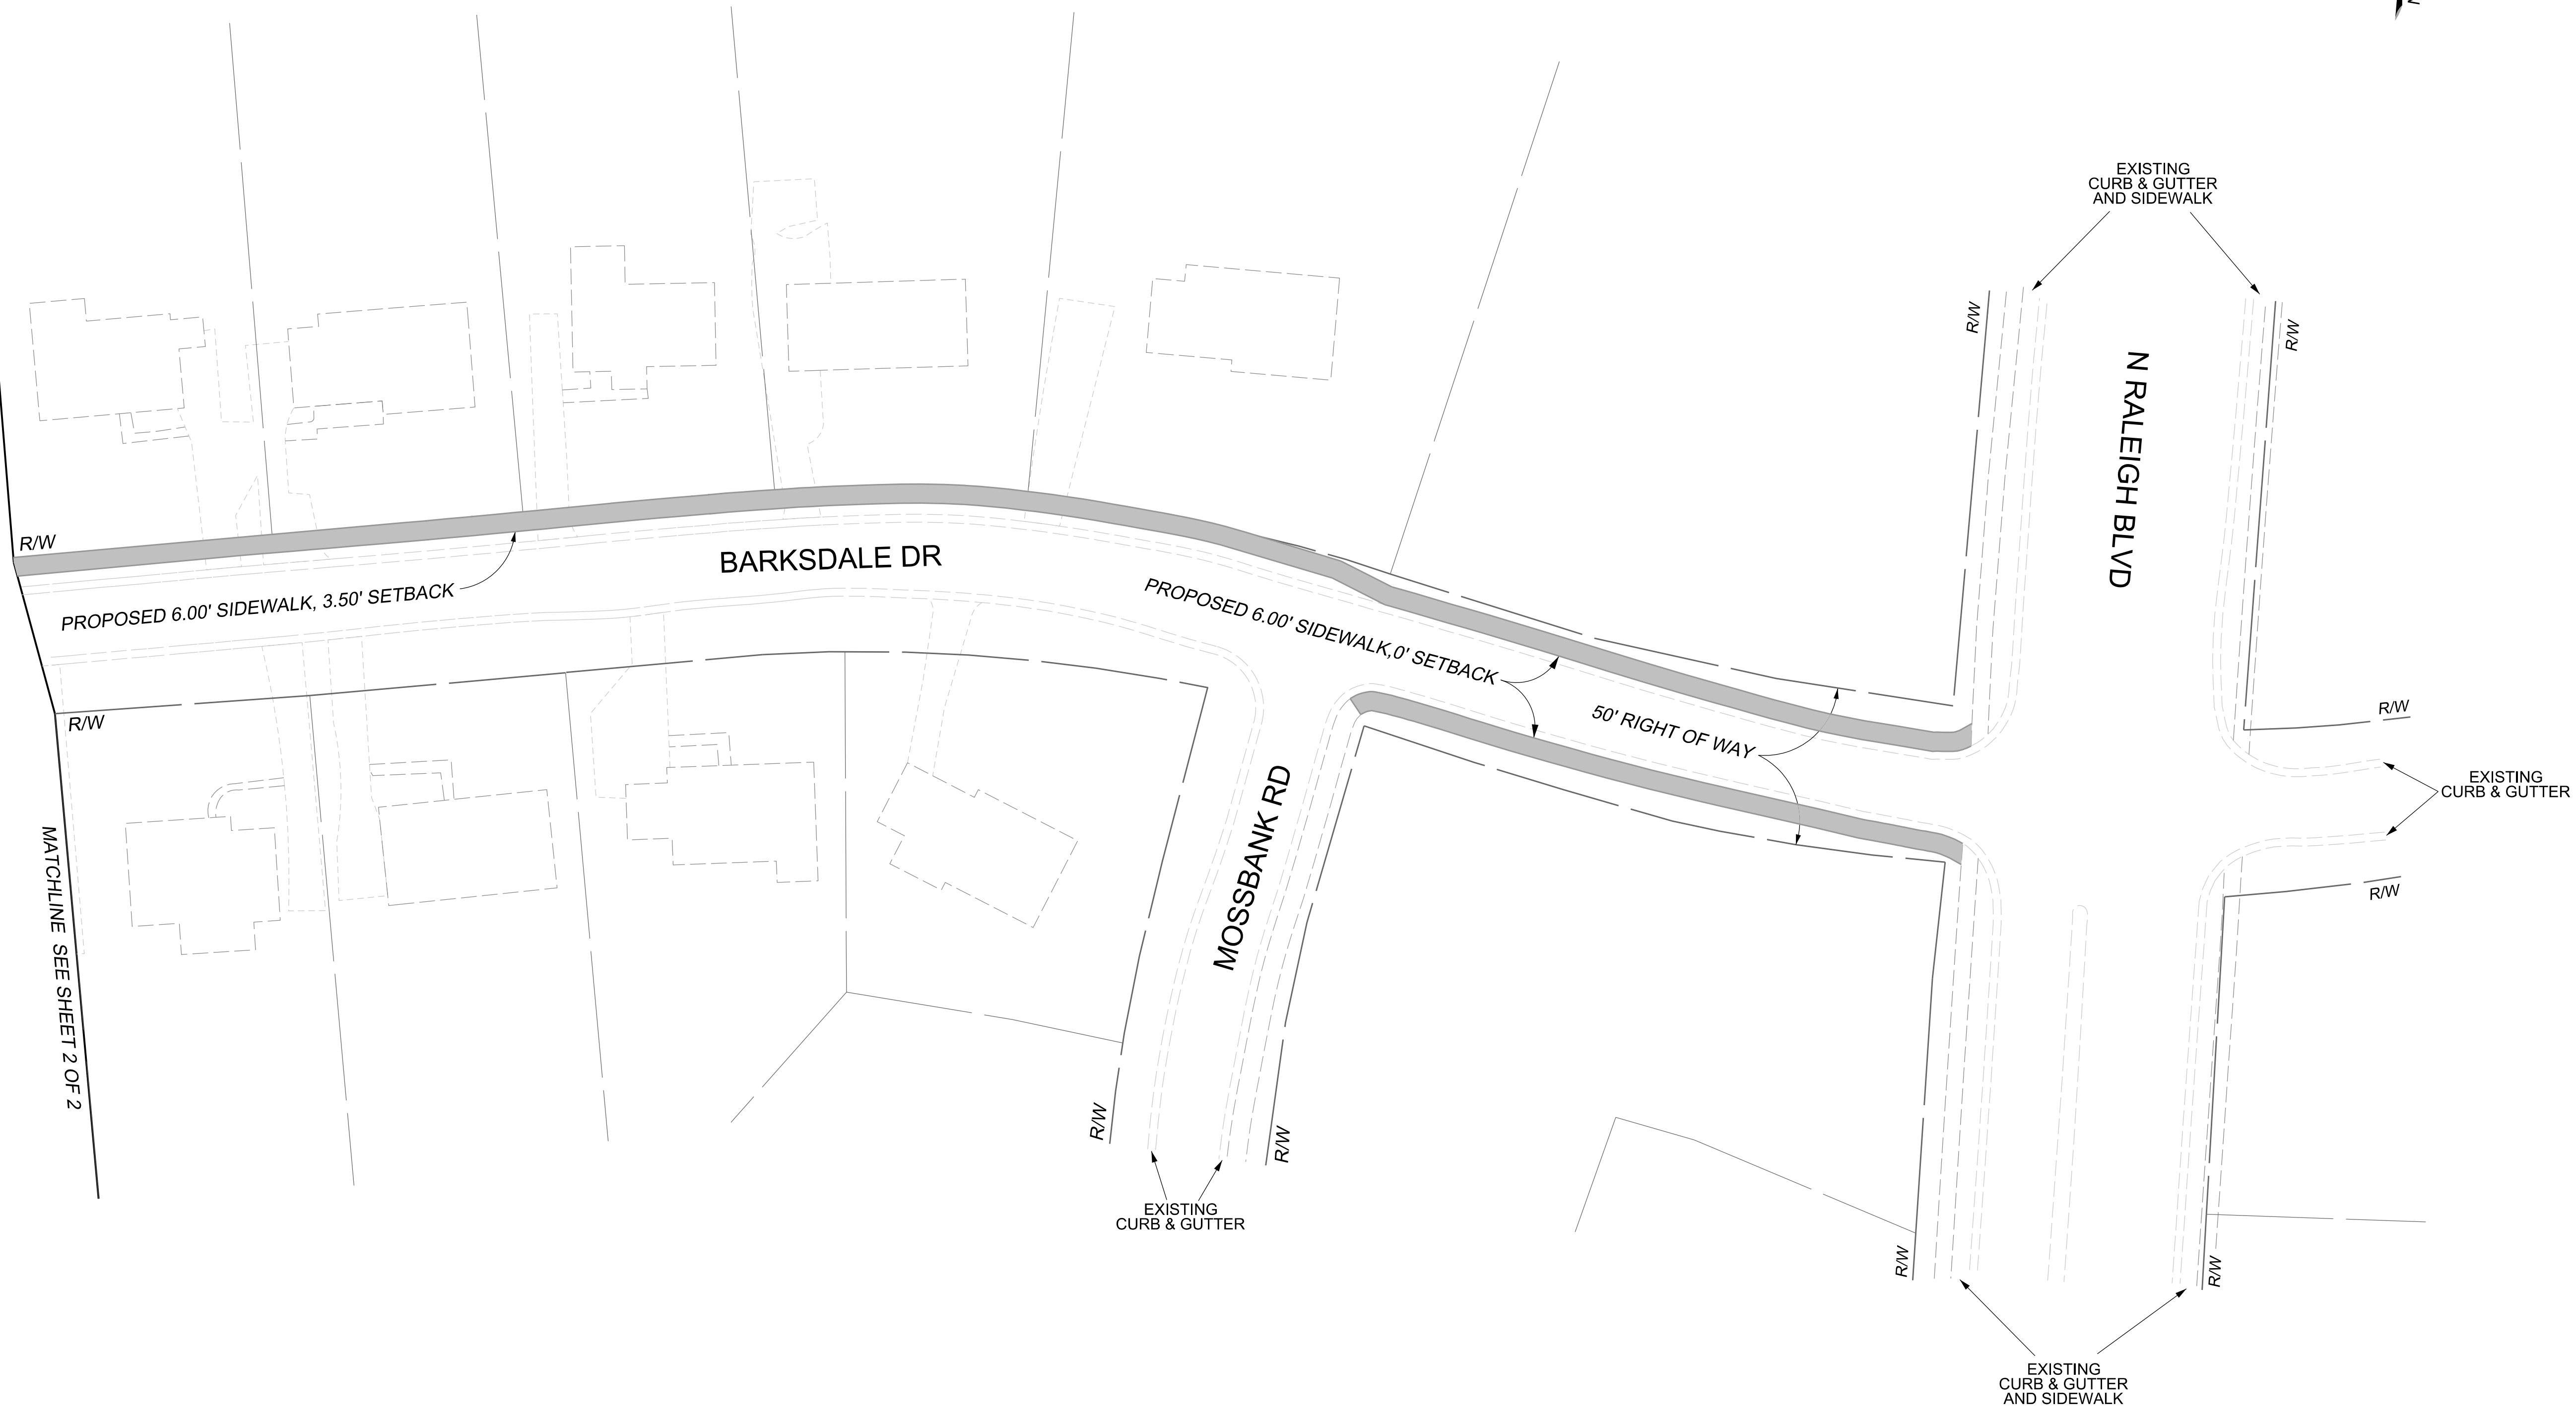 EXISTING
CURB & GUTTER
AND SIDEWALK
R/W
R/W
N RALEIGH BLVD
R/W
BARKSDALE DR
PROPOSED 6.00' SIDEWALK, 3.50' SETBACK
PROPOSED 6.00' SIDEWALK,0' SETBACK
50' RIGHT OF WAY
R/W
R/W
EXISTING
CURB & GUTTER
R/W
MOSSBANK RD
MATCHLINE SEE SHEET 2 OF 2
R/W
R/W
EXISTING
CURB & GUTTER
R/W
R/W
EXISTING
CURB & GUTTER
AND SIDEWALK